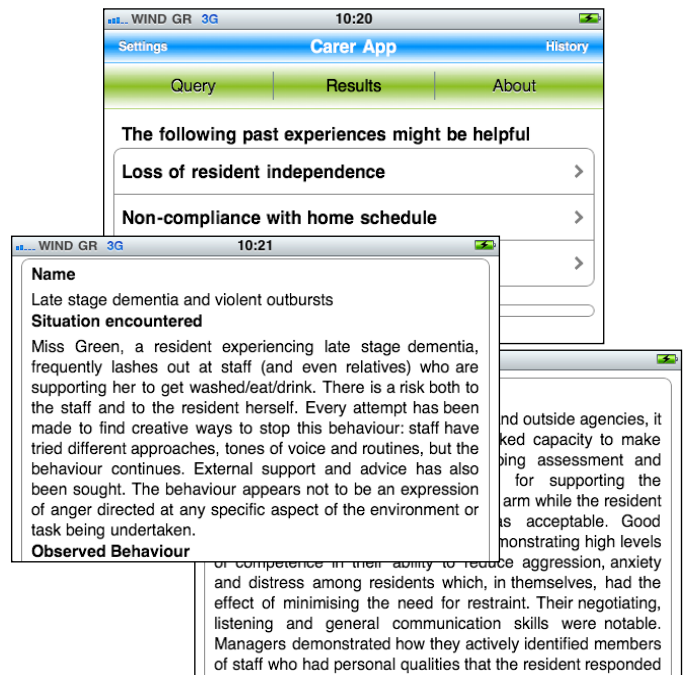 WIND GR 3G 10:20
Settings Carer App History
Query Results About
The following past experiences might be helpful
Loss of resident independence
Non-compliance with home schedule
WIND GR 3G 10:21
Name
Late stage dementia and violent outbursts
Situation encountered
Miss Green, a resident experiencing late stage dementia,
frequently lashes out at staff (and even relatives) who are
supporting her to get washed/eat/drink. There is a risk both to
the staff and to the resident herself. Every attempt has been
made to find creative ways to stop this behaviour: staff have
tried different approaches, tones of voice and routines, but the
behaviour continues. External support and advice has also
been sought. The behaviour appears not to be an expression
of anger directed at any specific aspect of the environment or
task being undertaken.
Observed Behaviour
outside agencies, it
capacity to make
assessment and
for supporting the
arm while the resident
acceptable. Good
high levels
of competence in their ability to reduce aggression, anxiety
and distress among residents which, in themselves, had the
effect of minimising the need for restraint. Their negotiating,
listening and general communication skills were notable.
Managers demonstrated how they actively identified members
of staff who had personal qualities that the resident responded